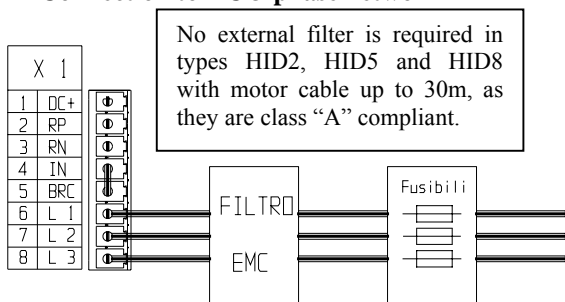 No external filter is required in
types HID2, HID5 and HID8
with motor cable up to 30m, as
they are class “A” compliant.
X 1
1 DC+
2 RP
3 RN
4 IN
5 BRC
6 L 1
7 L 2
8 L 3
FILTRO
EMC
Fusibili